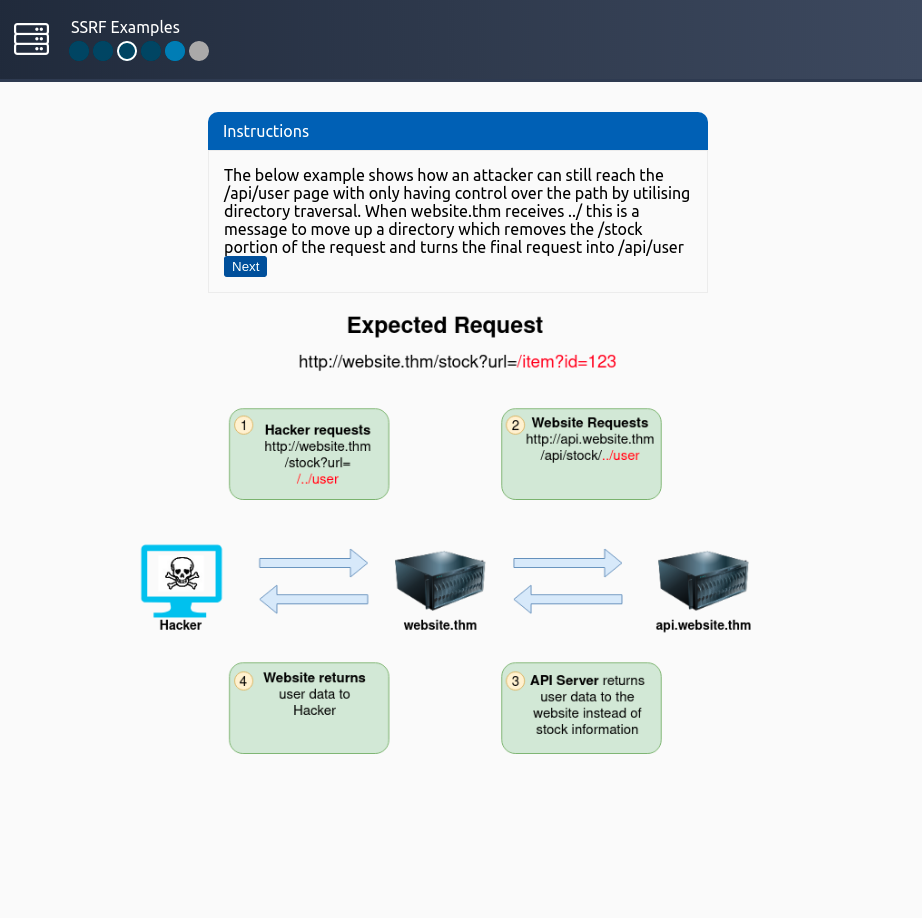 SSRF Examples
Instructions
The below example shows how an attacker can still reach the
/api/user page with only having control over the path by utilising
directory traversal. When website.thm receives ../ this is a
message to move up a directory which removes the /stock
portion of the request and turns the final request into /api/user
Next
Expected Request
http://website.thm/stock?url=/item?id=123
1
Hacker requests
http://website.thm
/stock?url=
/../user
2
Website Requests
http://api.website.thm
/api/stock/../user
Hacker
website.thm
api.website.thm
4
Website returns
user data to
Hacker
3
API Server returns
user data to the
website instead of
stock information